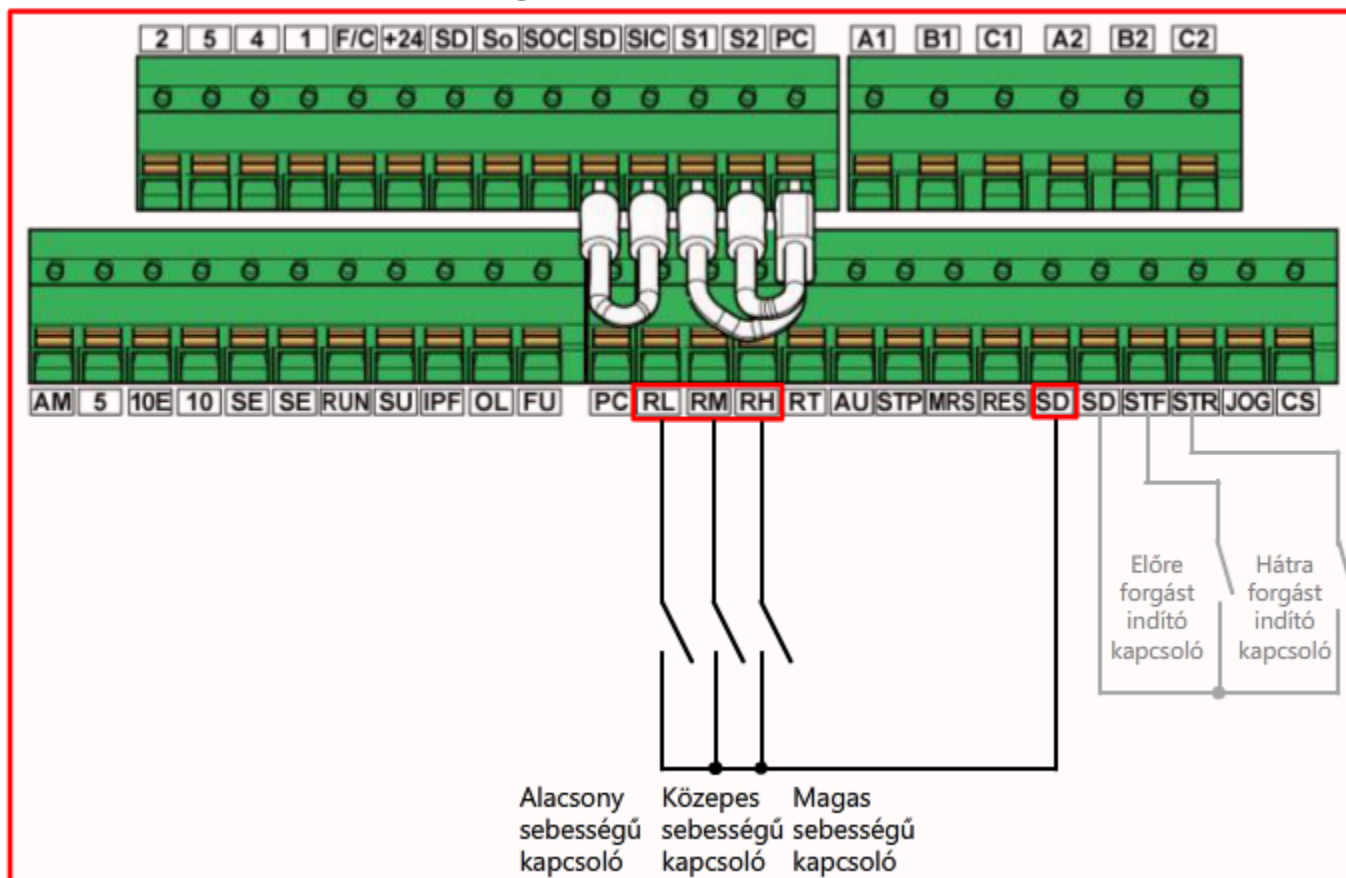 2 5 4 1 F/C +24 SD So SOC SD SIC S1 S2 PC A1 B1 C1 A2 B2 C2
AM 5 10E 10 SE SE RUN SU IPF OL FU PC RL RM RH RT AU STP MRS RES SD SD STF STR JOG CS
Előre
forgást
indító
kapcsoló
Hátra
forgást
indító
kapcsoló
Alacsony
sebességű
kapcsoló
Közepes
sebességű
kapcsoló
Magas
sebességű
kapcsoló